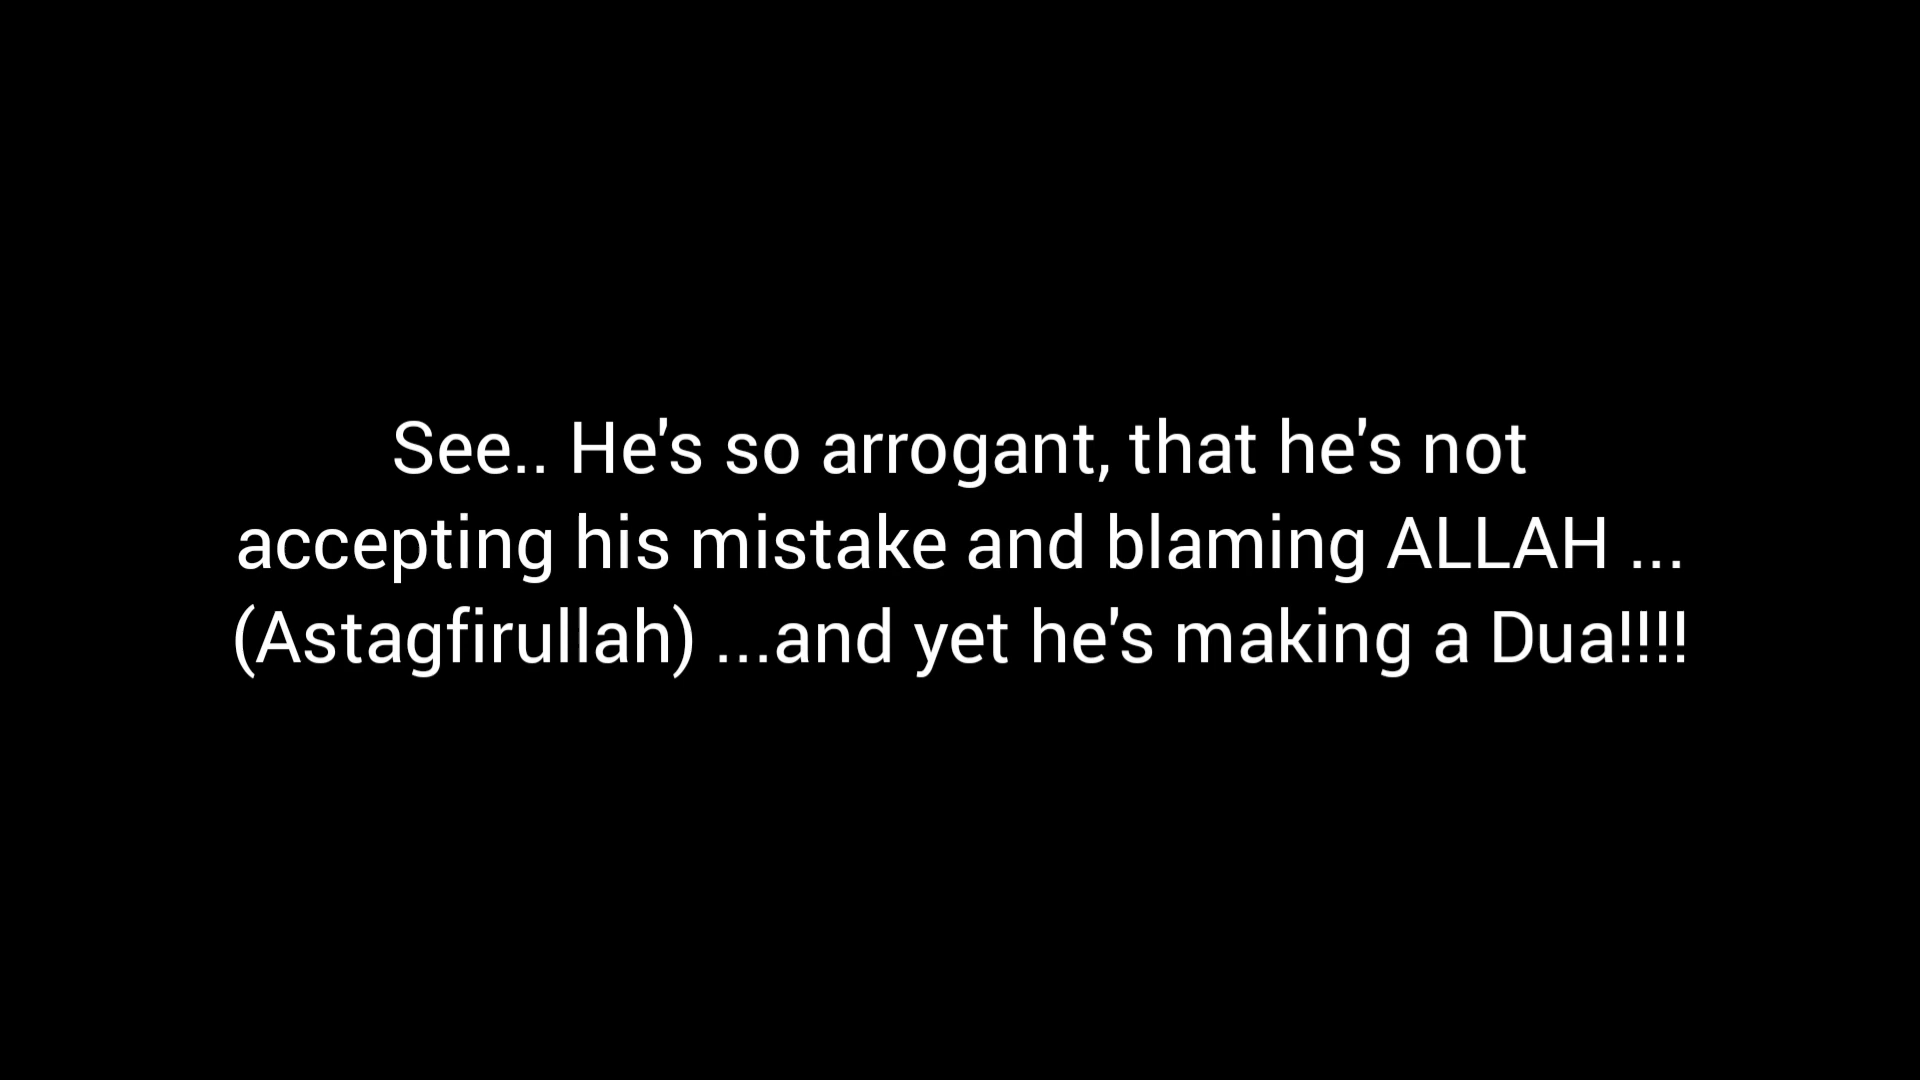 See.. He's so arrogant, that he's not
accepting his mistake and blaming ALLAH ...
(Astagfirullah) ...and yet he's making a Dua!!!!